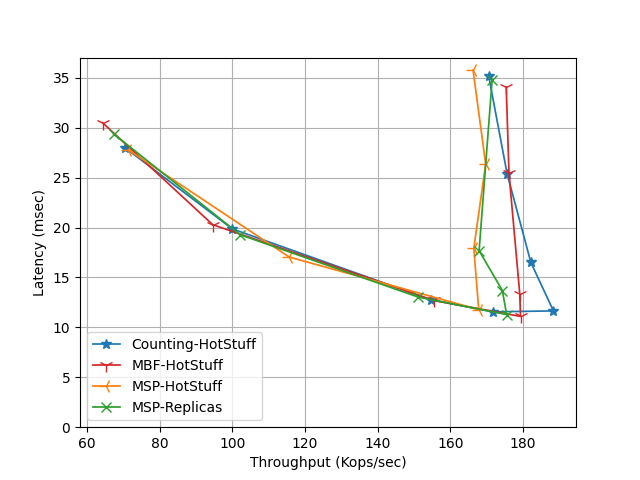 35
30
25
20
15
10
5
0
Latency (msec)
Counting-HotStuff
MBF-HotStuff
MSP-HotStuff
MSP-Replicas
60 80 100 120 140 160 180
Throughput (Kops/sec)